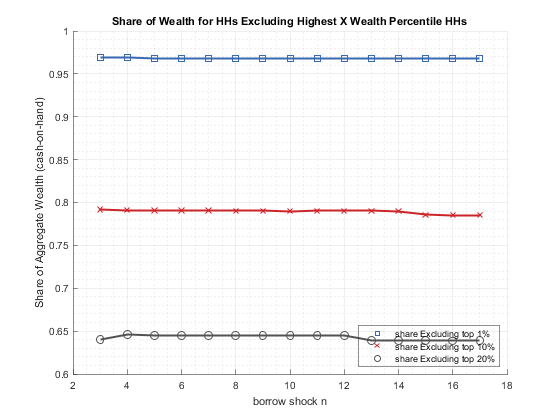 Share of Wealth for HHs Excluding Highest X Wealth Percentile HHs
1
0.95
0.9
0.85
0.8
0.75
0.7
0.65
0.6
Share of Aggregate Wealth (cash-on-hand)
share Excluding top 1%
share Excluding top 10%
share Excluding top 20%
2 4 6 8 10 12 14 16 18
borrow shock n